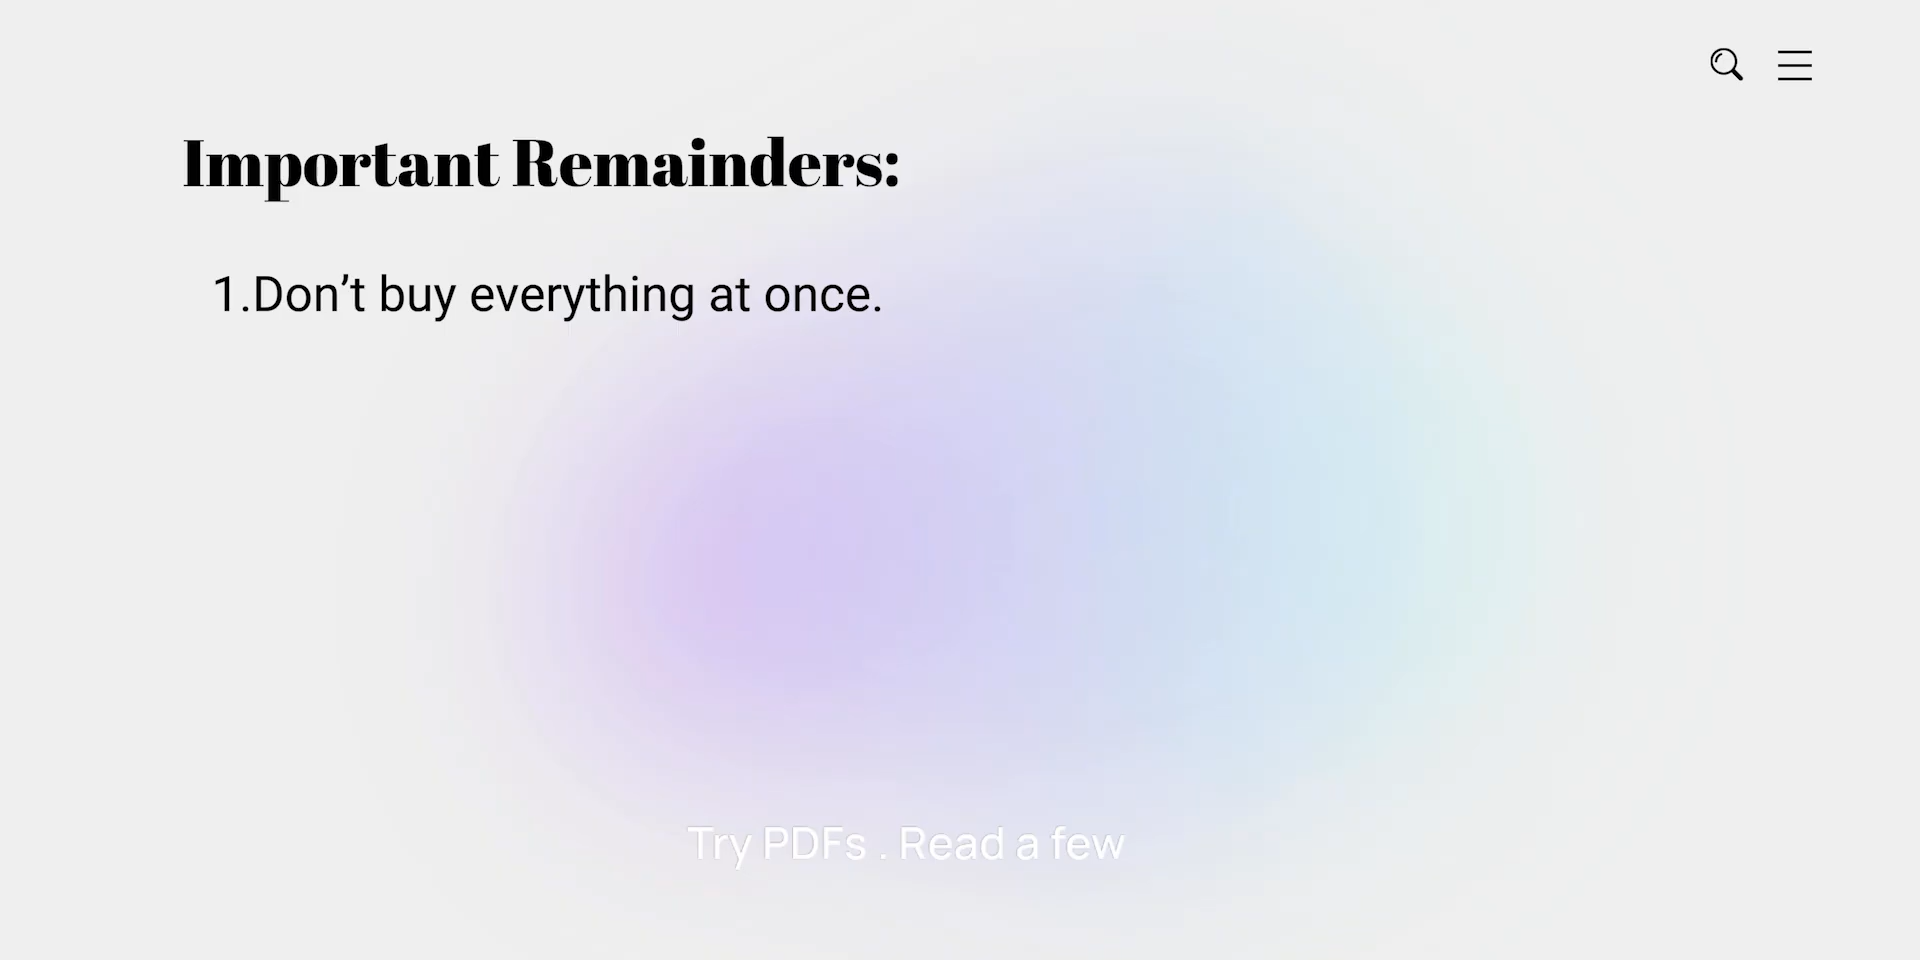 Important Remainders:
1.Don’t buy everything at once.
Try PDFs . Read a few